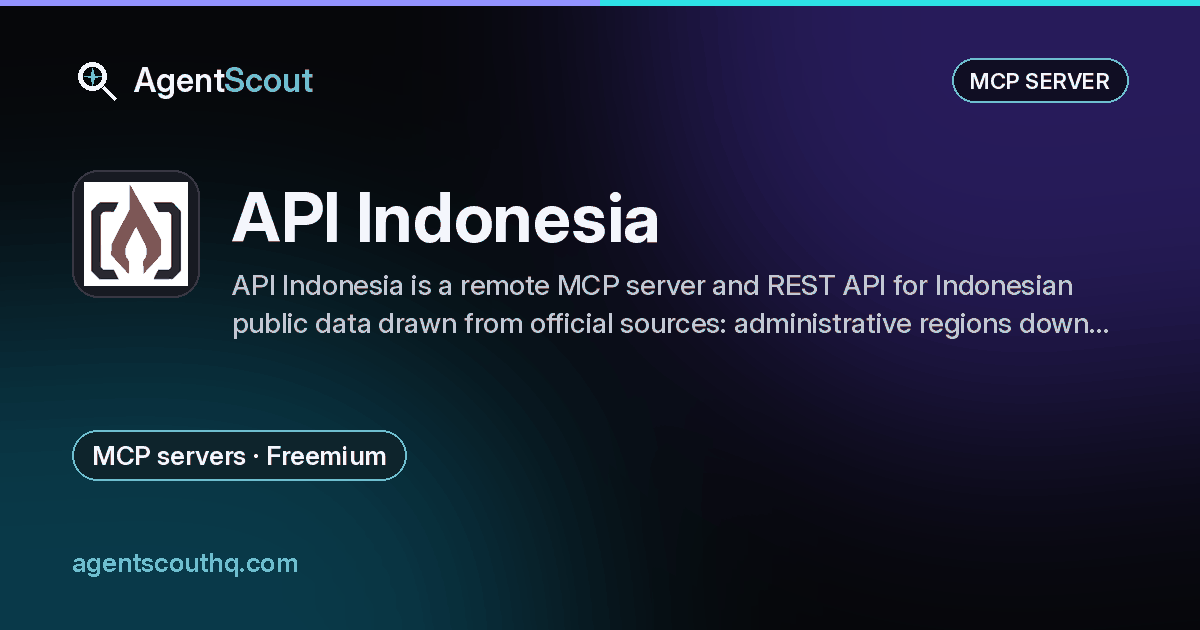 AgentScout
MCP SERVER
API Indonesia
API Indonesia is a remote MCP server and REST API for Indonesian
public data drawn from official sources: administrative regions down...
MCP servers · Freemium
agentscouthq.com